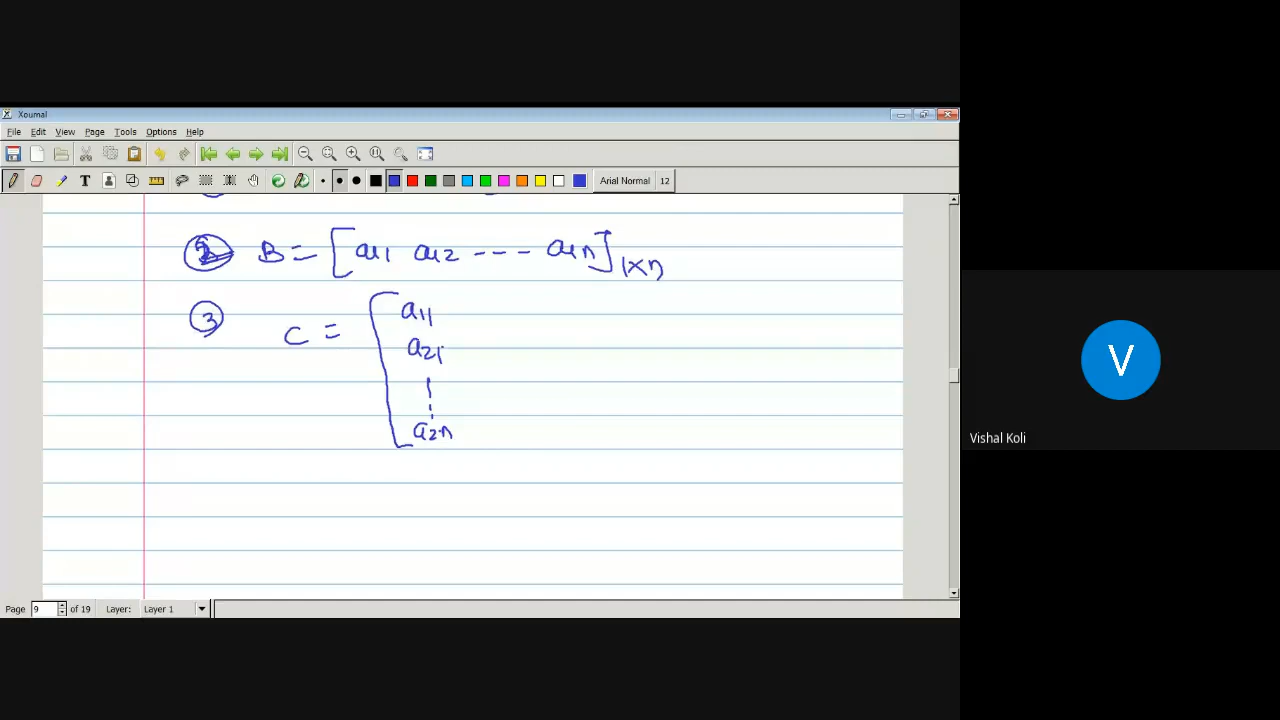 Xournal
File Edit View Page Tools Options Help
T Arial Normal 12
B = [a11 a12 --- a1n]1×n
③ C = [a11
a21
a2n
V
Vishal Koli
Page 9 of 19 Layer: Layer 1